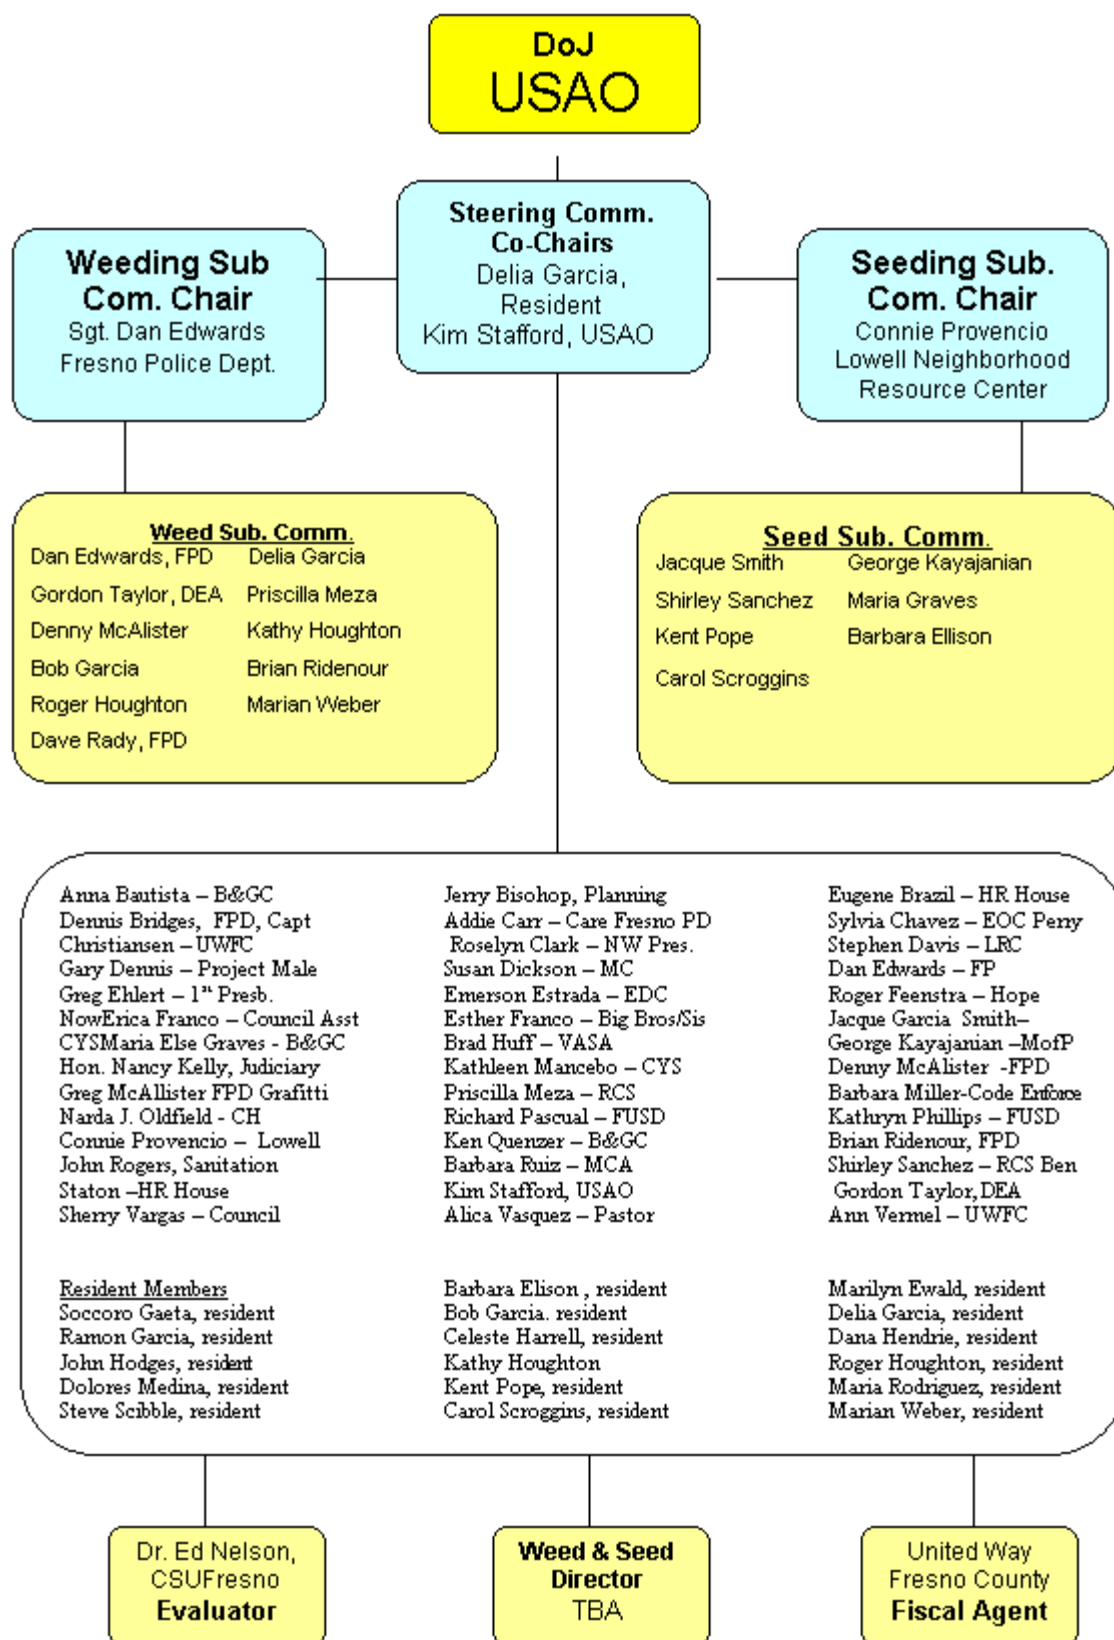 DoJ
USAO
Steering Comm.
Co-Chairs
Delia Garcia,
Resident
Kim Stafford, USAO
Weeding Sub
Com. Chair
Sgt. Dan Edwards
Fresno Police Dept.
Seeding Sub.
Com. Chair
Connie Provencio
Lowell Neighborhood
Resource Center
Weed Sub. Comm.
Dan Edwards, FPD Delia Garcia
Gordon Taylor, DEA Priscilla Meza
Denny McAlister Kathy Houghton
Bob Garcia Brian Ridenour
Roger Houghton Marian Weber
Dave Rady, FPD
Seed Sub. Comm.
Jacque Smith George Kayajanian
Shirley Sanchez Maria Graves
Kent Pope Barbara Ellison
Carol Scroggins
Anna Bautista – B&GC Jerry Bisohop, Planning Eugene Brazil – HR House
Dennis Bridges, FPD, Capt Addie Carr – Care Fresno PD Sylvia Chavez – EOC Perry
Christiansen – UWFC Roselyn Clark – NW Pres. Stephen Davis – LRC
Gary Dennis – Project Male Susan Dickson – MC Dan Edwards – FP
Greg Ehlert – 1st Presb. Emerson Estrada – EDC Roger Feenstra – Hope
NowErica Franco – Council Asst Esther Franco – Big Bros/Sis Jacque Garcia Smith–
CYSMaria Else Graves - B&GC Brad Huff – VASA George Kayajanian –MofP
Hon. Nancy Kelly, Judiciary Kathleen Mancebo – CYS Denny McAlister -FPD
Greg McAllister FPD Grafitti Priscilla Meza – RCS Barbara Miller-Code Enforce
Narda J. Oldfield - CH Richard Pascual – FUSD Kathryn Phillips – FUSD
Connie Provencio – Lowell Ken Quenzer – B&GC Brian Ridenour, FPD
John Rogers, Sanitation Barbara Ruiz – MCA Shirley Sanchez – RCS Ben
Staton –HR House Kim Stafford, USAO Gordon Taylor, DEA
Sherry Vargas – Council Alica Vasquez – Pastor Ann Vermel – UWFC
Resident Members Barbara Elison , resident Marilyn Ewald, resident
Soccoro Gaeta, resident Bob Garcia. resident Delia Garcia, resident
Ramon Garcia, resident Celeste Harrell, resident Dana Hendrie, resident
John Hodges, resident Kathy Houghton Roger Houghton, resident
Dolores Medina, resident Kent Pope, resident Maria Rodriguez, resident
Steve Scibble, resident Carol Scroggins, resident Marian Weber, resident
Dr. Ed Nelson,
CSUFresno
Evaluator
Weed & Seed
Director
TBA
United Way
Fresno County
Fiscal Agent